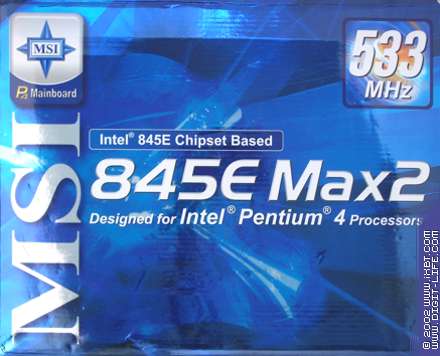 MSI
P4 Mainboard
533
MHz
MSI
Intel® 845E Chipset Based
845E Max2
Designed for Intel® Pentium® 4 Processors
© 2002 www.ixbt.com
www.digit-life.com